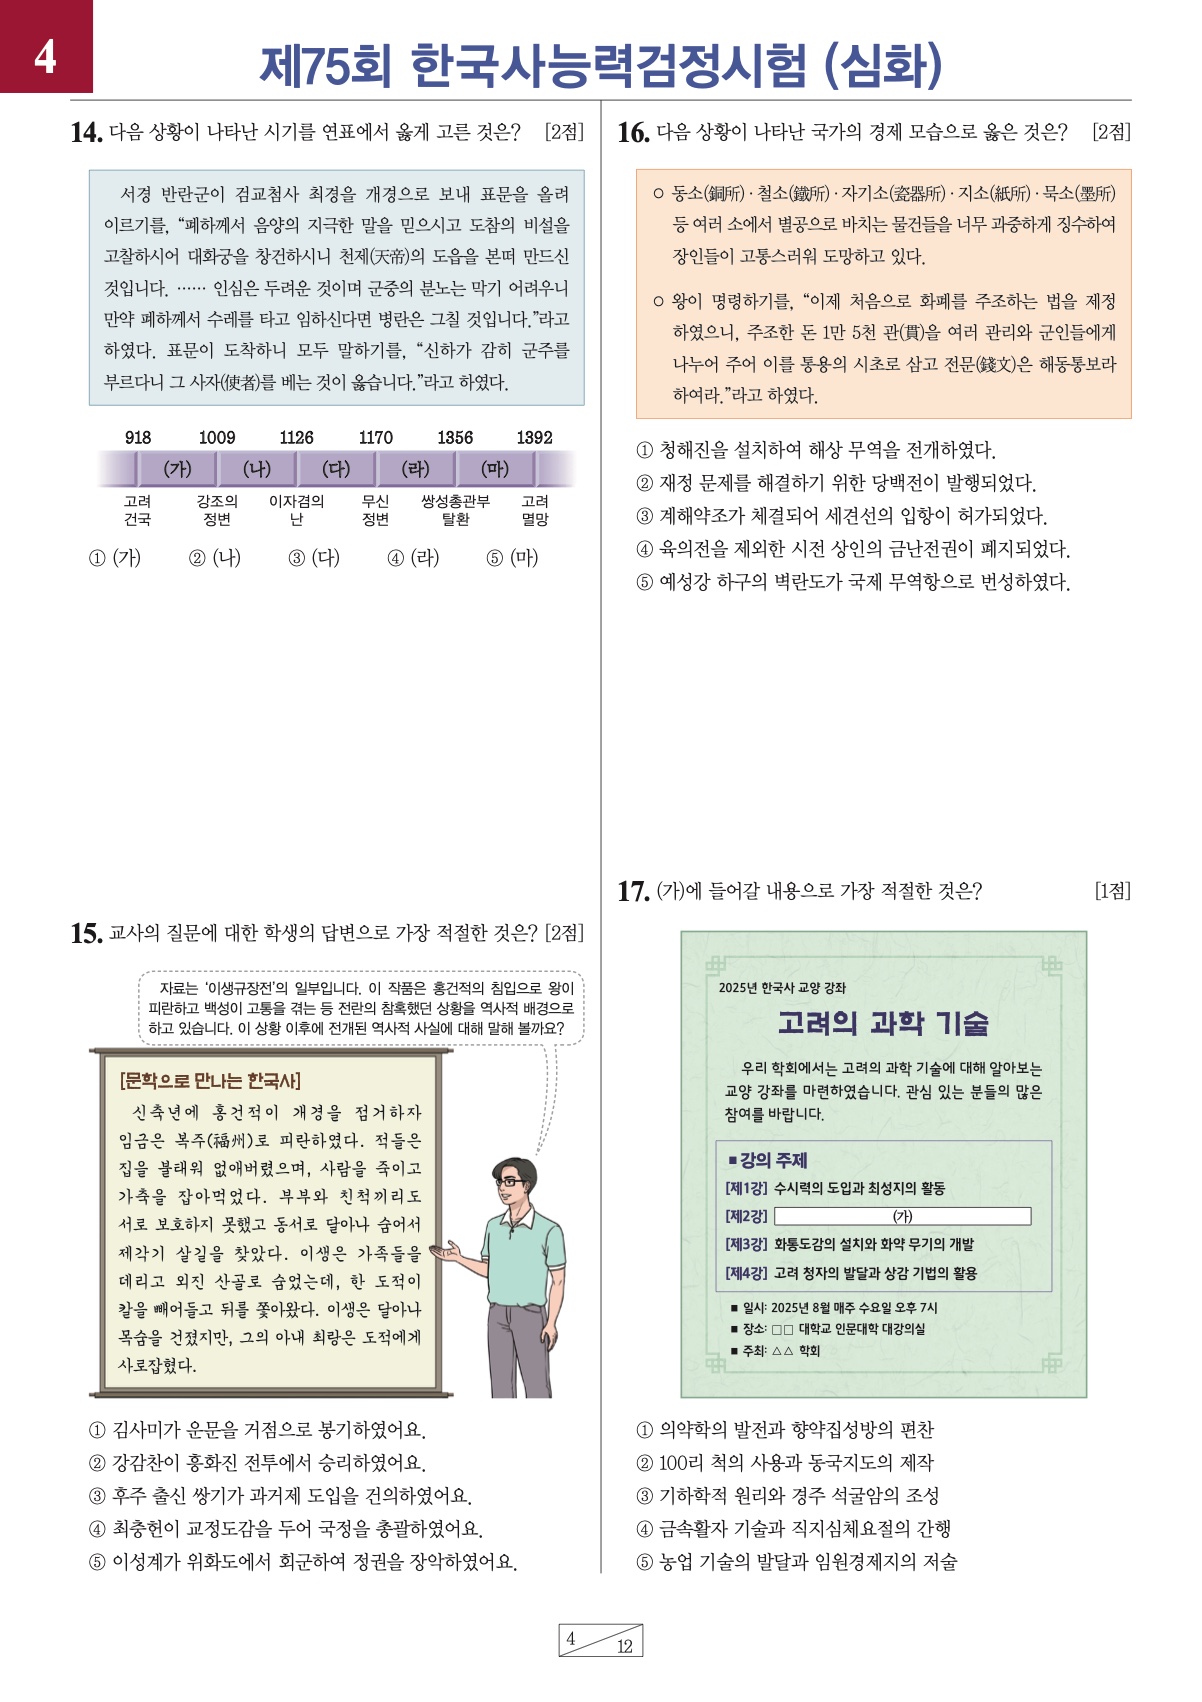 4
제75회 한국사능력검정시험 (심화)
14. 다음 상황이 나타난 시기를 연표에서 옳게 고른 것은? [2점]
서경 반란군이 검교첨사 최경을 개경으로 보내 표문을 올려
이르기를, “폐하께서 음양의 지극한 말을 믿으시고 도참의 비설을
고찰하시어 대화궁을 창건하시니 천제(天帝)의 도읍을 본떠 만드신
것입니다. …… 인심은 두려운 것이며 군중의 분노는 막기 어려우니
만약 폐하께서 수레를 타고 임하신다면 병란은 그칠 것입니다.”라고
하였다. 표문이 도착하니 모두 말하기를, “신하가 감히 군주를
부르다니 그 사자(使者)를 베는 것이 옳습니다.”라고 하였다.
918 1009 1126 1170 1356 1392
(가) (나) (다) (라) (마)
고려 강조의 이자겸의 무신 쌍성총관부 고려
건국 정변 난 정변 탈환 멸망
① (가) ② (나) ③ (다) ④ (라) ⑤ (마)
15. 교사의 질문에 대한 학생의 답변으로 가장 적절한 것은? [2점]
자료는 ‘이생규장전’의 일부입니다. 이 작품은 홍건적의 침입으로 왕이
피란하고 백성이 고통을 겪는 등 전란의 참혹했던 상황을 역사적 배경으로
하고 있습니다. 이 상황 이후에 전개된 역사적 사실에 대해 말해 볼까요?
[문학으로 만나는 한국사]
신축년에 홍건적이 개경을 점거하자
임금은 복주(福州)로 피란하였다. 적들은
집을 불태워 없애버렸으며, 사람을 죽이고
가축을 잡아먹었다. 부부와 친척끼리도
서로 보호하지 못했고 동서로 달아나 숨어서
제각기 살길을 찾았다. 이생은 가족들을
데리고 외진 산골로 숨었는데, 한 도적이
칼을 빼어들고 뒤를 쫓아왔다. 이생은 달아나
목숨을 건졌지만, 그의 아내 최랑은 도적에게
사로잡혔다.
① 김사미가 운문을 거점으로 봉기하였어요.
② 강감찬이 흥화진 전투에서 승리하였어요.
③ 후주 출신 쌍기가 과거제 도입을 건의하였어요.
④ 최충헌이 교정도감을 두어 국정을 총괄하였어요.
⑤ 이성계가 위화도에서 회군하여 정권을 장악하였어요.
16. 다음 상황이 나타난 국가의 경제 모습으로 옳은 것은? [2점]
○ 동소(銅所)·철소(鐵所)·자기소(瓷器所)·지소(紙所)·묵소(墨所)
등 여러 소에서 별공으로 바치는 물건들을 너무 과중하게 징수하여
장인들이 고통스러워 도망하고 있다.
○ 왕이 명령하기를, “이제 처음으로 화폐를 주조하는 법을 제정
하였으니, 주조한 돈 1만 5천 관(貫)을 여러 관리와 군인들에게
나누어 주어 이를 통용의 시초로 삼고 전문(錢文)은 해동통보라
하여라.”라고 하였다.
① 청해진을 설치하여 해상 무역을 전개하였다.
② 재정 문제를 해결하기 위한 당백전이 발행되었다.
③ 계해약조가 체결되어 세견선의 입항이 허가되었다.
④ 육의전을 제외한 시전 상인의 금난전권이 폐지되었다.
⑤ 예성강 하구의 벽란도가 국제 무역항으로 번성하였다.
17. (가)에 들어갈 내용으로 가장 적절한 것은? [1점]
2025년 한국사 교양 강좌
고려의 과학 기술
우리 학회에서는 고려의 과학 기술에 대해 알아보는
교양 강좌를 마련하였습니다. 관심 있는 분들의 많은
참여를 바랍니다.
■ 강의 주제
[제1강] 수시력의 도입과 최성지의 활동
[제2강] (가)
[제3강] 화통도감의 설치와 화약 무기의 개발
[제4강] 고려 청자의 발달과 상감 기법의 활용
■ 일시: 2025년 8월 매주 수요일 오후 7시
■ 장소: □□ 대학교 인문대학 대강의실
■ 주최: △△ 학회
① 의약학의 발전과 향약집성방의 편찬
② 100리 척의 사용과 동국지도의 제작
③ 기하학적 원리와 경주 석굴암의 조성
④ 금속활자 기술과 직지심체요절의 간행
⑤ 농업 기술의 발달과 임원경제지의 저술
4 12